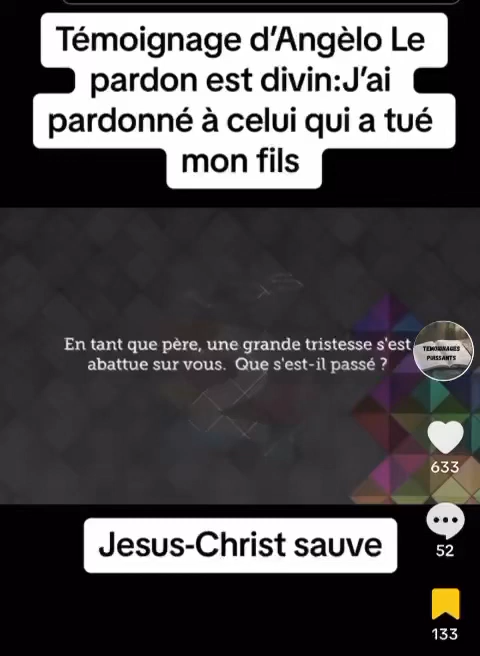 Témoignage d'Angèlo Le
pardon est divin:J'ai
pardonné à celui qui a tué
mon fils
En tant que père, une grande tristesse s'est
abattue sur vous. Que s'est-il passé ?
TEMOIGNAGES
PUISSANTS
633
52
Jesus-Christ sauve
133